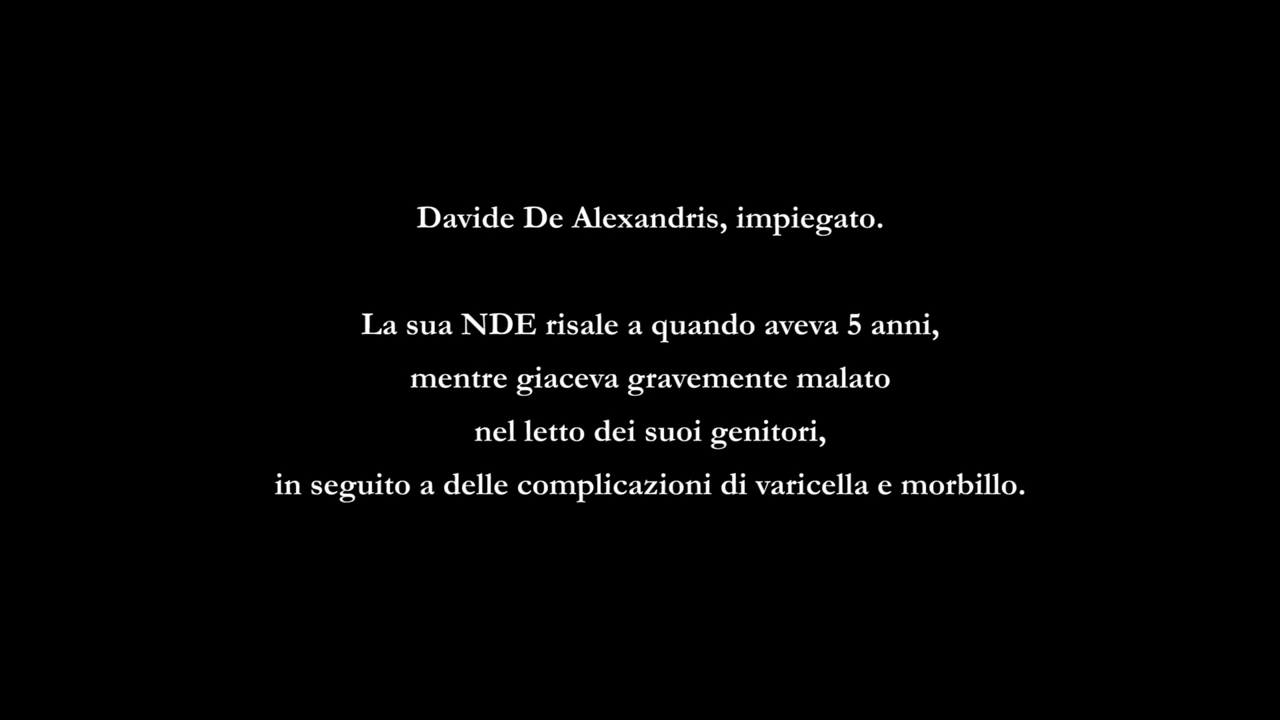 Davide De Alexandris, impiegato.
La sua NDE risale a quando aveva 5 anni,
mentre giaceva gravemente malato
nel letto dei suoi genitori,
in seguito a delle complicazioni di varicella e morbillo.